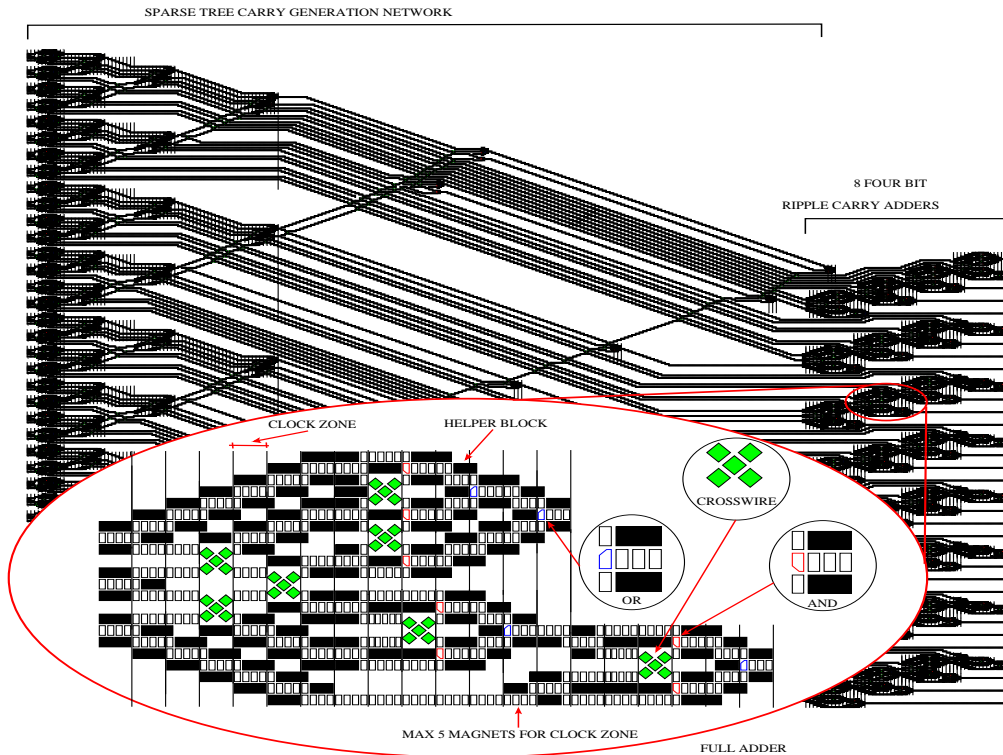 SPARSE TREE CARRY GENERATION NETWORK
8 FOUR BIT
RIPPLE CARRY ADDERS
CLOCK ZONE
HELPER BLOCK
CROSSWIRE
OR
AND
MAX 5 MAGNETS FOR CLOCK ZONE
FULL ADDER